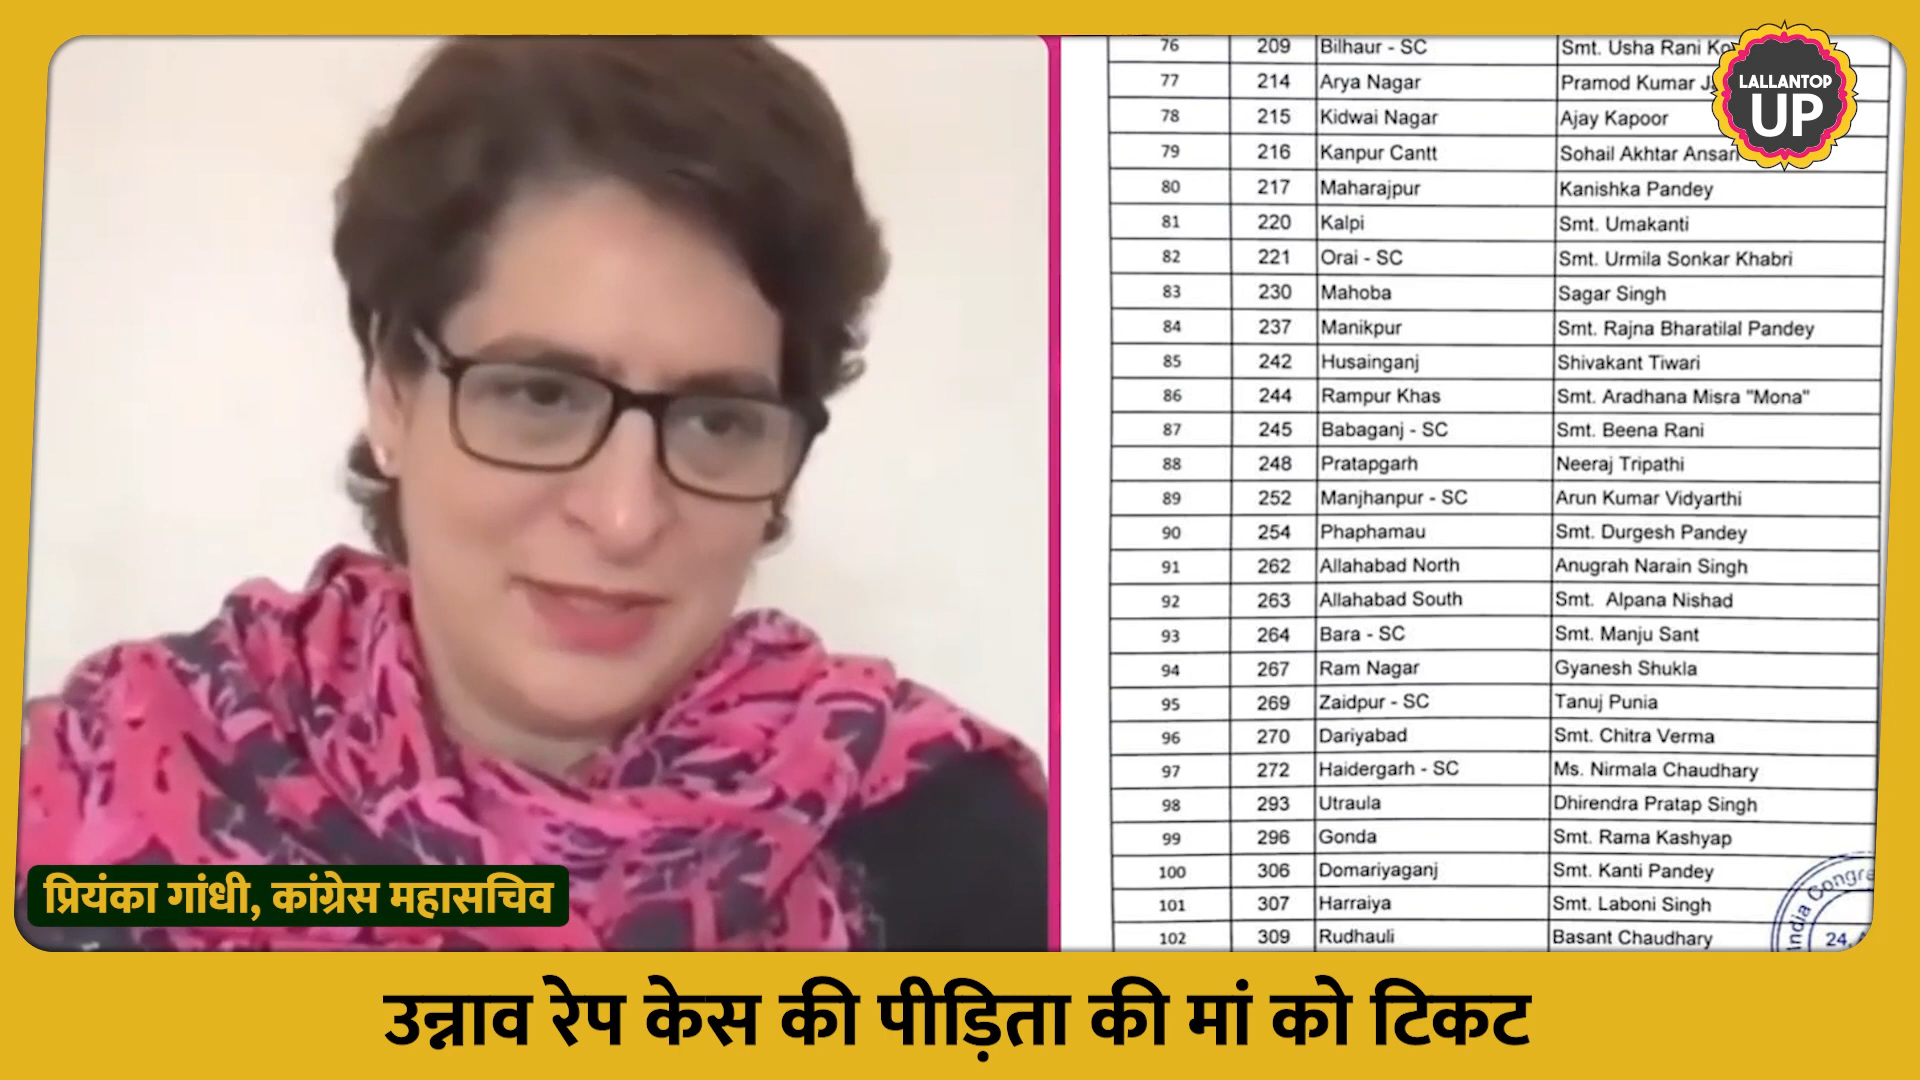 76 209 Bilhaur - SC Smt. Usha Rani
77 214 Arya Nagar Pramod Kumar
78 215 Kidwai Nagar Ajay Kapoor
79 216 Kanpur Cantt Sohail Akhtar Ansari
80 217 Maharajpur Kanishka Pandey
81 220 Kalpi Smt. Umakanti
82 221 Orai - SC Smt. Urmila Sonkar Khabri
83 230 Mahoba Sagar Singh
84 237 Manikpur Smt. Rajna Bharatilal Pandey
85 242 Husainganj Shivakant Tiwari
86 244 Rampur Khas Smt. Aradhana Misra "Mona"
87 245 Babaganj - SC Smt. Beena Rani
88 248 Pratapgarh Neeraj Tripathi
89 252 Manjhanpur - SC Arun Kumar Vidyarthi
90 254 Phaphamau Smt. Durgesh Pandey
91 262 Allahabad North Anugrah Narain Singh
92 263 Allahabad South Smt. Alpana Nishad
93 264 Bara - SC Smt. Manju Sant
94 267 Ram Nagar Gyanesh Shukla
95 269 Zaidpur - SC Tanuj Punia
96 270 Dariyabad Smt. Chitra Verma
97 272 Haidergarh - SC Ms. Nirmala Chaudhary
98 293 Utraula Dhirendra Pratap Singh
99 296 Gonda Smt. Rama Kashyap
100 306 Domariyaganj Smt. Kanti Pandey
101 307 Harraiya Smt. Laboni Singh
102 309 Rudhauli Basant Chaudhary
LALLANTOP
UP
India Congre
24,
प्रियंका गांधी, कांग्रेस महासचिव
उन्नाव रेप केस की पीड़िता की मां को टिकट